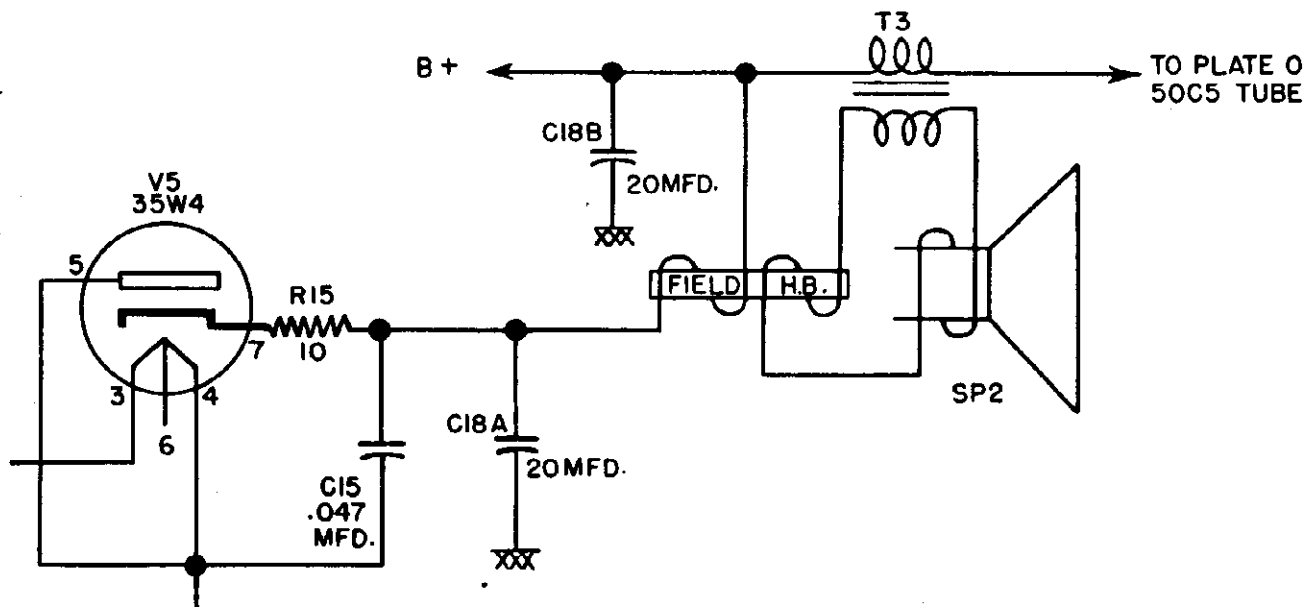 T3
B +
TO PLATE O
50C5 TUBE
C18B
20MFD.
V5
35W4
5
FIELD
H.B.
R15
10
7
3
4
6
SP2
C18A
20MFD.
C15
.047
MFD.